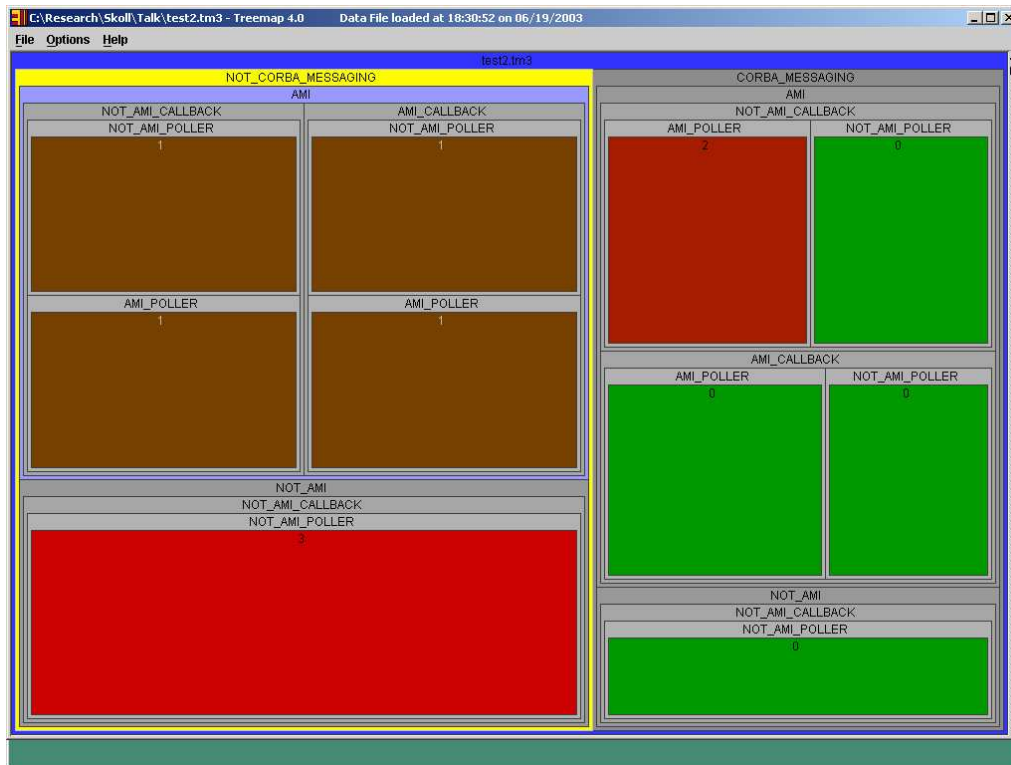 C:\Research\Skoll\Talk\test2.tm3 - Treemap 4.0 Data File loaded at 18:30:52 on 06/19/2003
File Options Help
test2.tm3
NOT_CORBA_MESSAGING
AMI
NOT_AMI_CALLBACK
NOT_AMI_POLLER
1
AMI_POLLER
1
AMI_CALLBACK
NOT_AMI_POLLER
1
AMI_POLLER
1
NOT_AMI
NOT_AMI_CALLBACK
NOT_AMI_POLLER
3
CORBA_MESSAGING
AMI
NOT_AMI_CALLBACK
AMI_POLLER
2
NOT_AMI_POLLER
0
AMI_CALLBACK
AMI_POLLER
0
NOT_AMI_POLLER
0
NOT_AMI
NOT_AMI_CALLBACK
NOT_AMI_POLLER
0